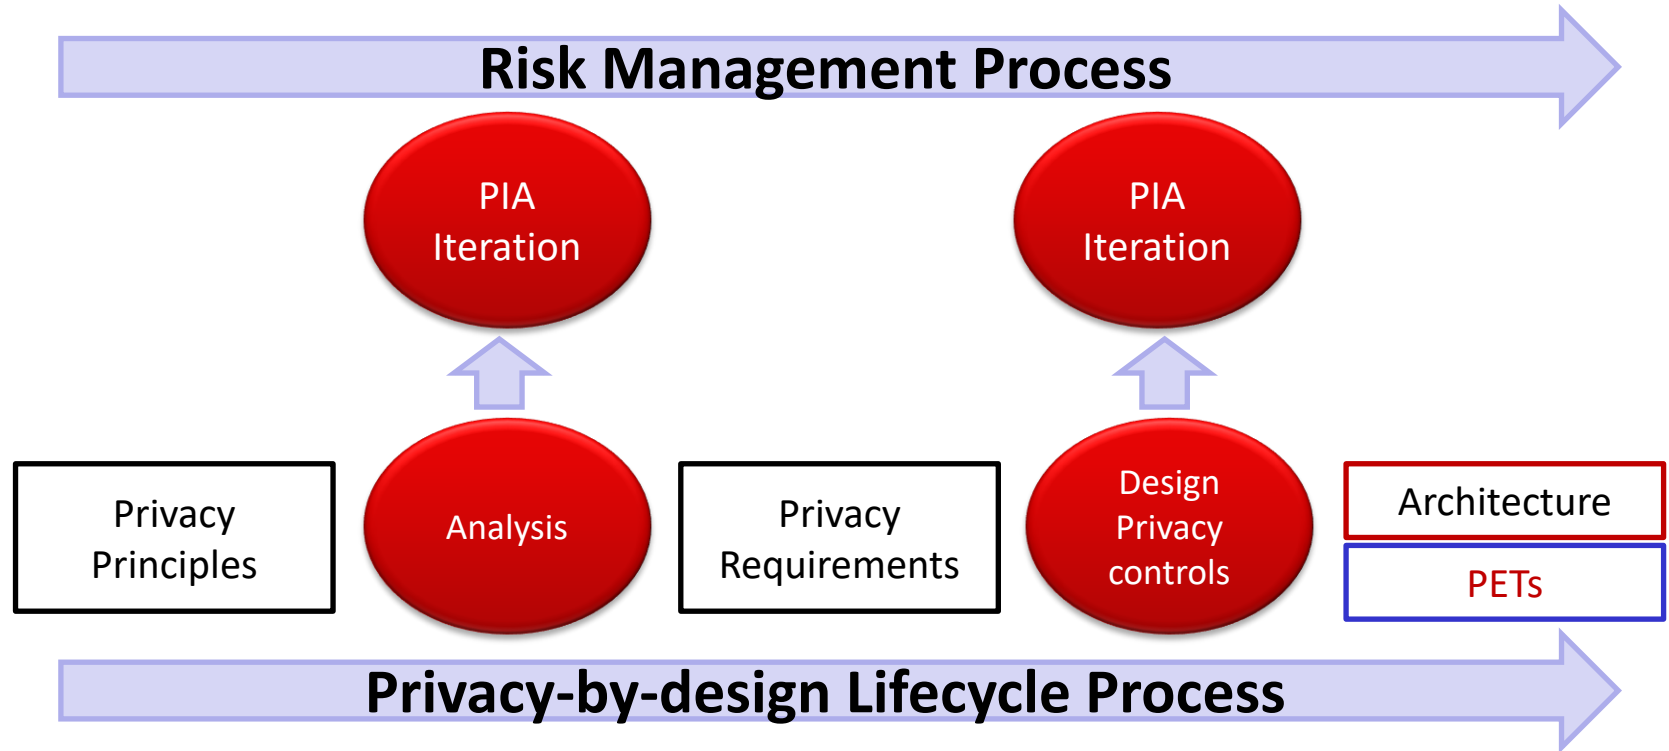 Risk Management Process
PIA
Iteration
PIA
Iteration
Privacy
Principles
Analysis
Privacy
Requirements
Design
Privacy
controls
Architecture
PETs
Privacy-by-design Lifecycle Process